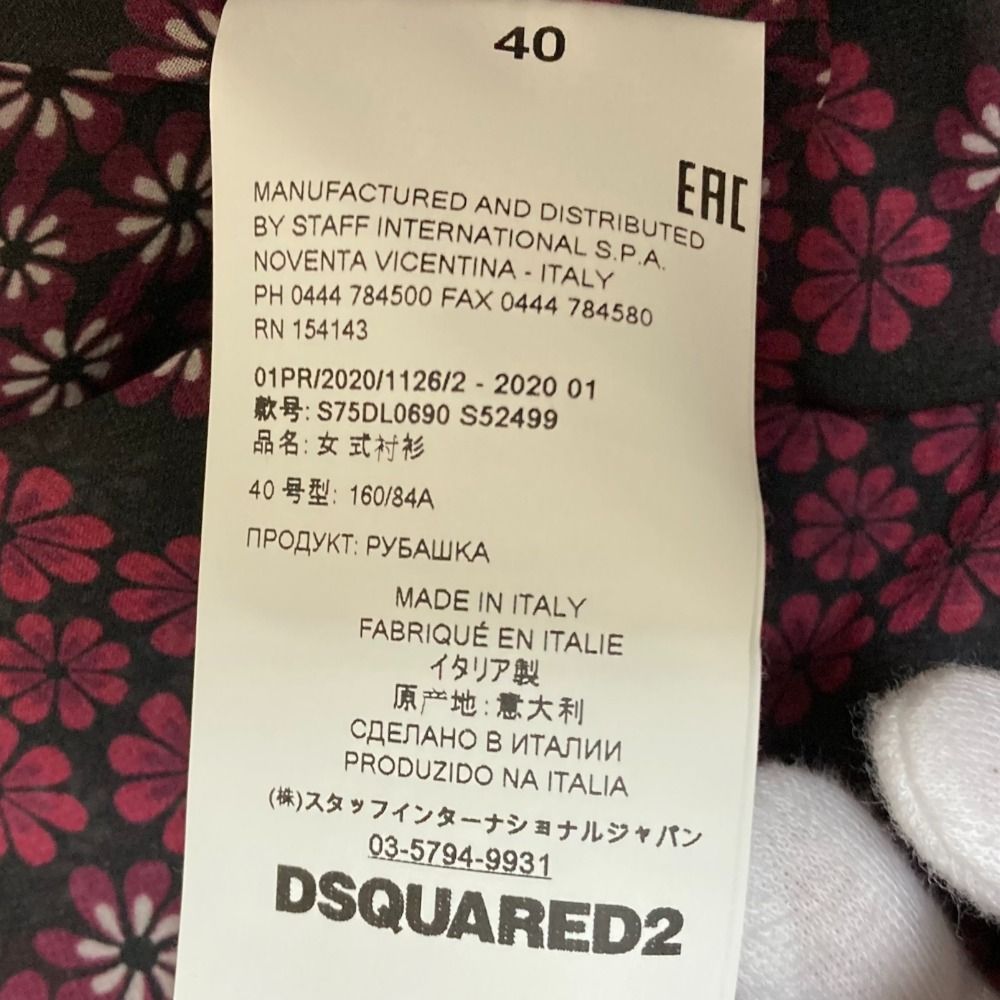 40
EAC
MANUFACTURED AND DISTRIBUTED
BY STAFF INTERNATIONAL S.P.A.
NOVENTA VICENTINA - ITALY
PH 0444 784500 FAX 0444 784580
RN 154143
01PR/2020/1126/2 - 2020 01
款号: S75DL0690 S52499
品名: 女 式衬衫
40 号型: 160/84A
ПРОДУКТ: РУБАШКА
MADE IN ITALY
FABRIQUÉ EN ITALIE
イタリア製
原产地:意大利
СДЕЛАНО В ИТАЛИИ
PRODUZIDO NA ITALIA
(株)スタッフインターナショナルジャパン
03-5794-9931
DSQUARED2